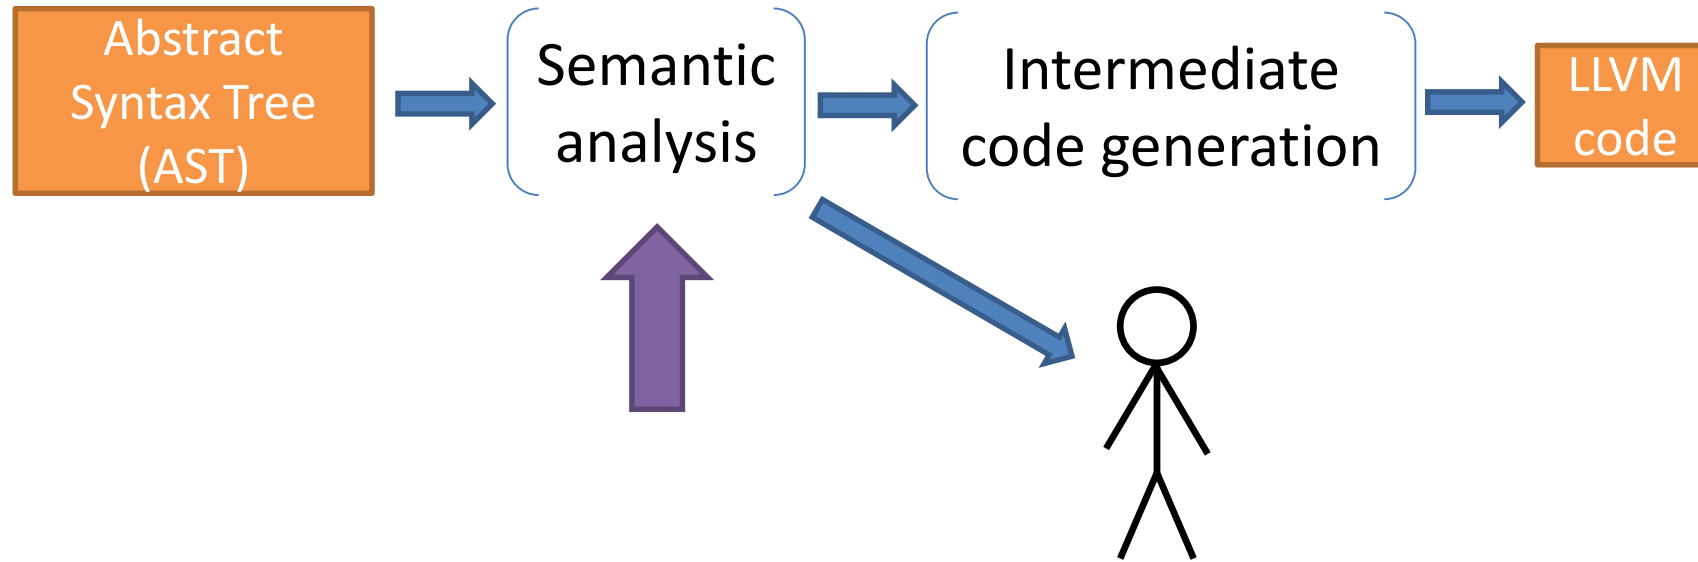 Abstract
Syntax Tree
(AST)
Semantic
analysis
Intermediate
code generation
LLVM
code